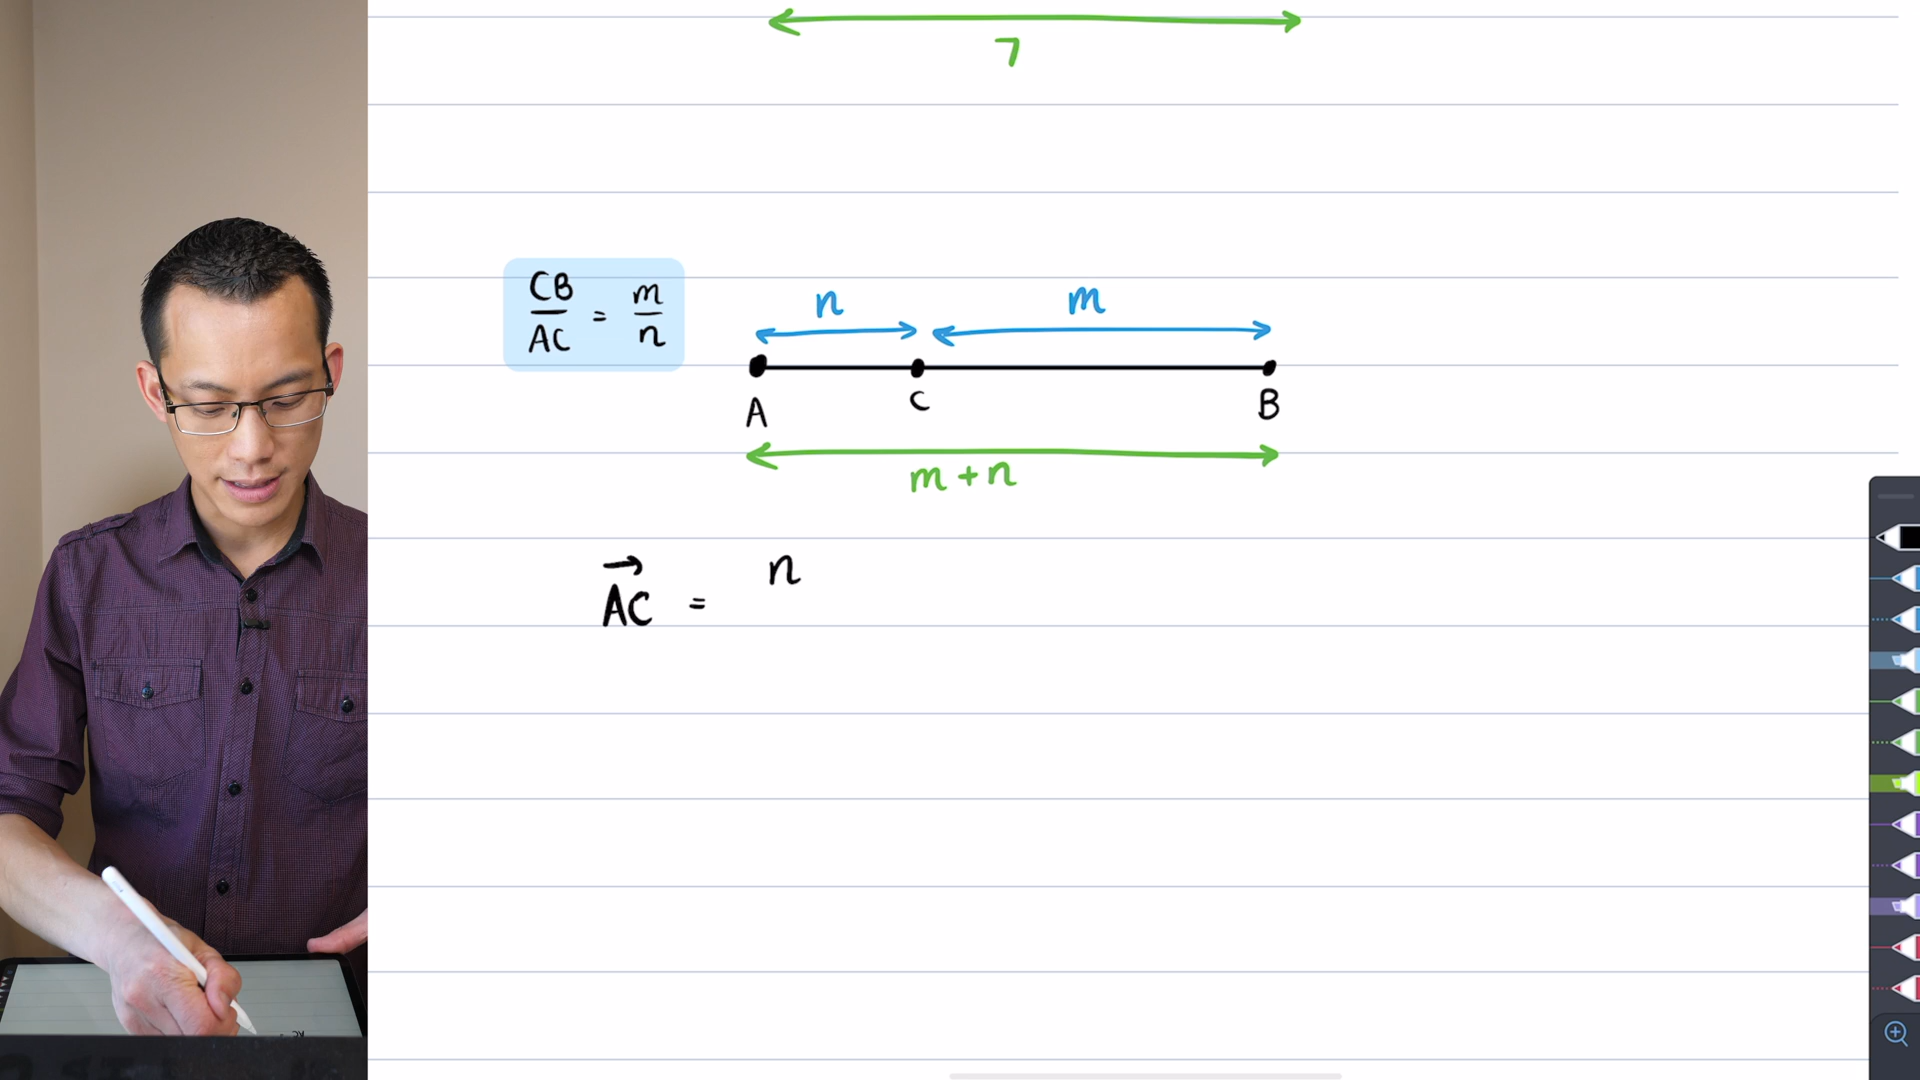 7
CB/AC = m/n
n m
A C B
m + n
AC→ = n